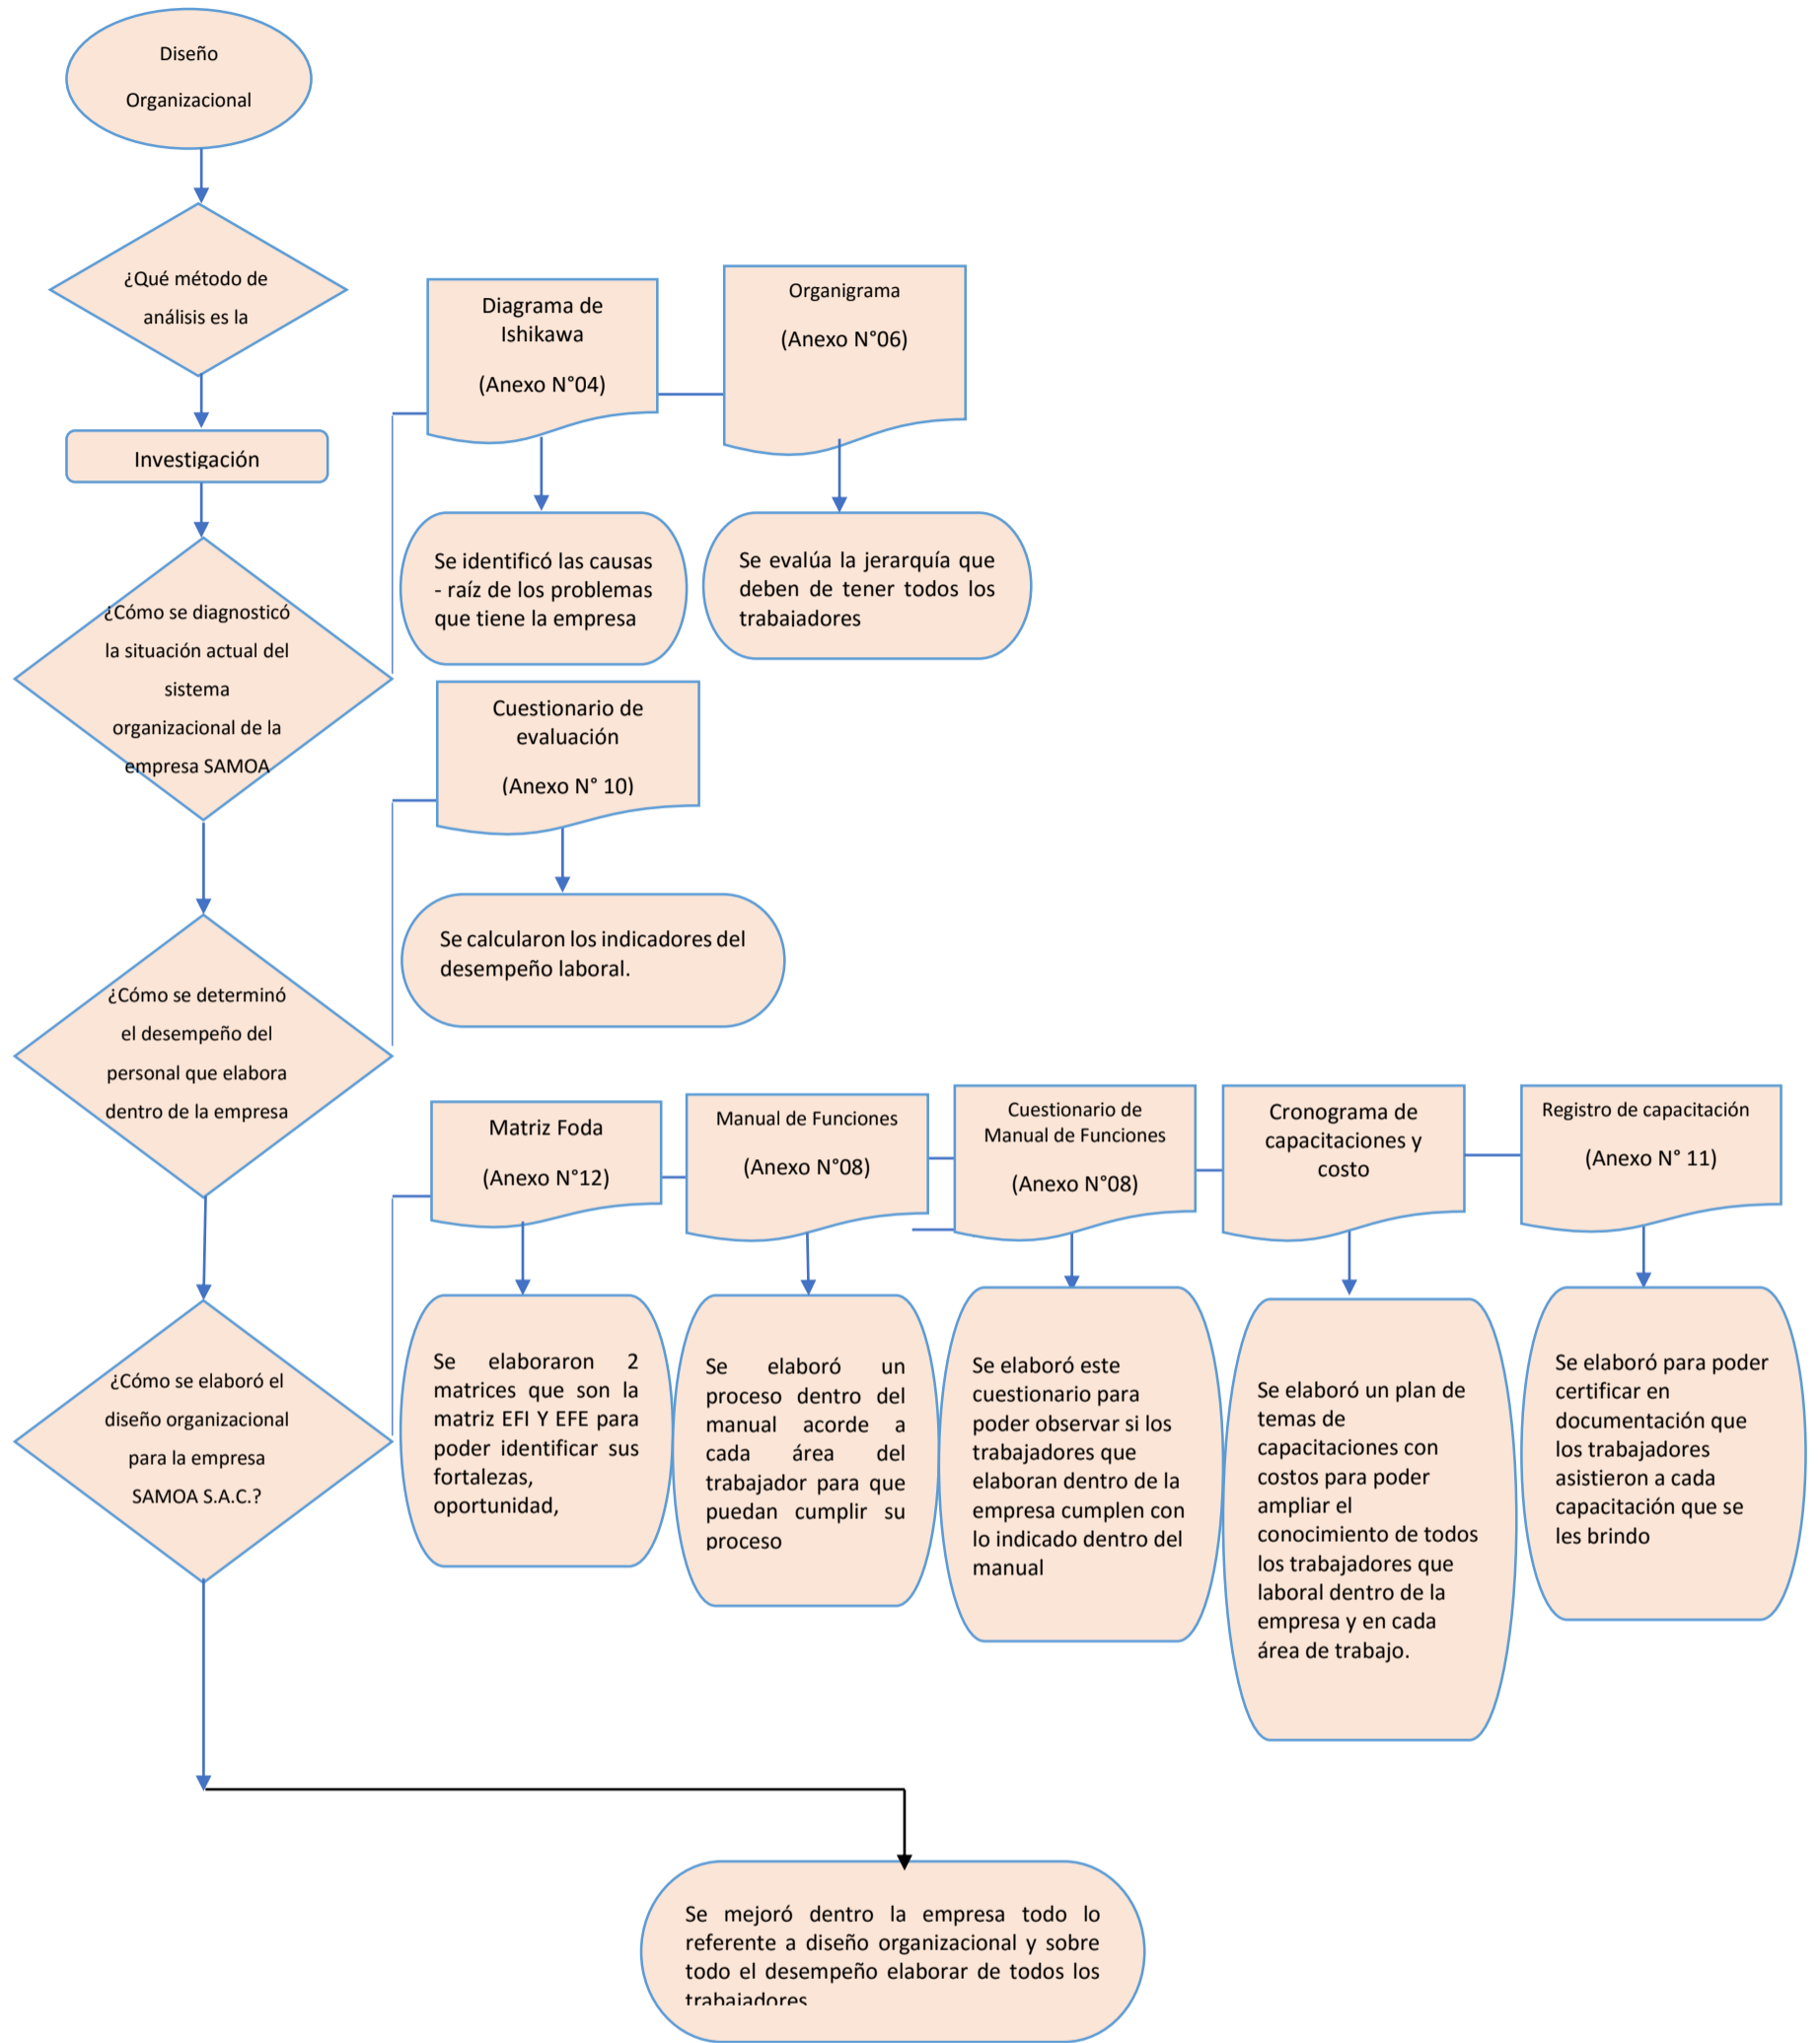 Diseño
Organizacional
¿Qué método de
análisis es la
Investigación
Diagrama de
Ishikawa
(Anexo N°04)
Organigrama
(Anexo N°06)
Se identificó las causas
- raíz de los problemas
que tiene la empresa
Se evalúa la jerarquía que
deben de tener todos los
trabajadores
¿Cómo se diagnosticó
la situación actual del
sistema
organizacional de la
empresa SAMOA
Cuestionario de
evaluación
(Anexo N° 10)
Se calcularon los indicadores del
desempeño laboral.
¿Cómo se determinó
el desempeño del
personal que elabora
dentro de la empresa
Matriz Foda
(Anexo N°12)
Manual de Funciones
(Anexo N°08)
Cuestionario de
Manual de Funciones
(Anexo N°08)
Cronograma de
capacitaciones y
costo
Registro de capacitación
(Anexo N° 11)
¿Cómo se elaboró el
diseño organizacional
para la empresa
SAMOA S.A.C.?
Se elaboraron 2
matrices que son la
matriz EFI Y EFE para
poder identificar sus
fortalezas,
oportunidad,
Se elaboró un
proceso dentro del
manual acorde a
cada área del
trabajador para que
puedan cumplir su
proceso
Se elaboró este
cuestionario para
poder observar si los
trabajadores que
elaboran dentro de la
empresa cumplen con
lo indicado dentro del
manual
Se elaboró un plan de
temas de
capacitaciones con
costos para poder
ampliar el
conocimiento de todos
los trabajadores que
laboral dentro de la
empresa y en cada
área de trabajo.
Se elaboró para poder
certificar en
documentación que
los trabajadores
asistieron a cada
capacitación que se
les brindo
Se mejoró dentro la empresa todo lo
referente a diseño organizacional y sobre
todo el desempeño elaborar de todos los
trabajadores